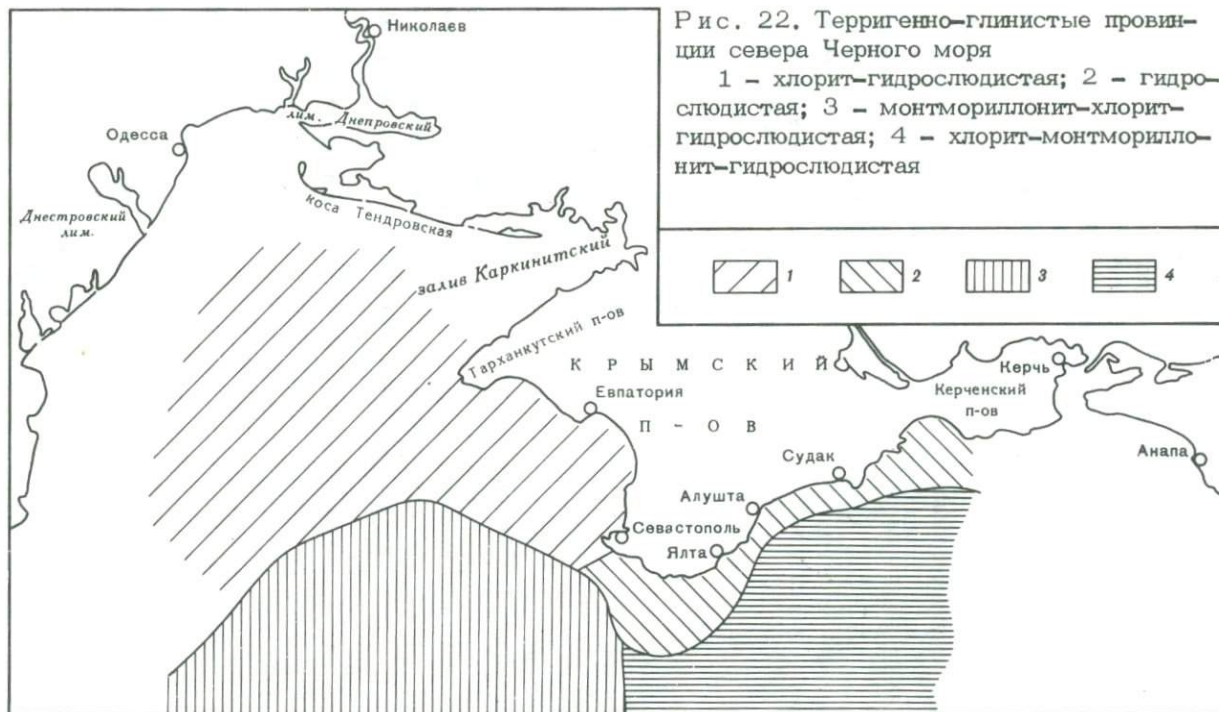 Рис. 22. Терригенно-глинистые провин-
ции севера Черного моря
1 - хлорит-гидрослюдистая; 2 - гидро-
слюдистая; 3 - монтмориллонит-хлорит-
гидрослюдистая; 4 - хлорит-монтморилло-
нит-гидрослюдистая
1
2
3
4
Николаев
лим. Днепровский
Одесса
Днестровский
лим.
коса Тендровская
залив Каркинитский
Тарханкутский п-ов
КРЫМСКИЙ
П-ОВ
Евпатория
Керчь
Керченский
п-ов
Анапа
Судак
Алушта
Севастополь
Ялта